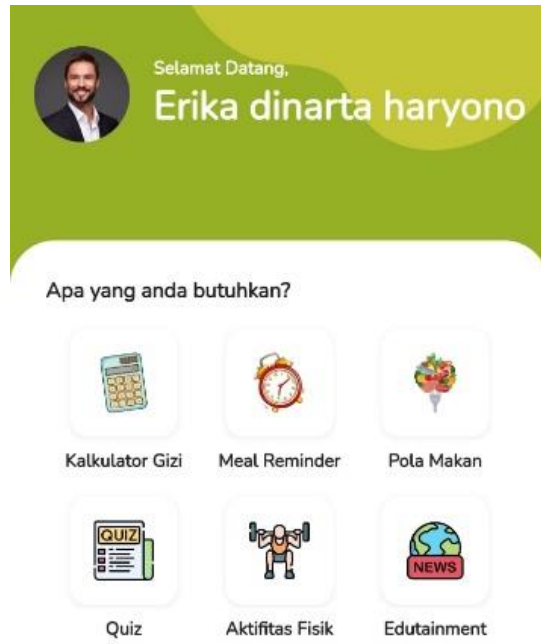 Selamat Datang,
Erika dinarta haryono
Apa yang anda butuhkan?
Kalkulator Gizi
Meal Reminder
Pola Makan
QUIZ
NEWS
Quiz
Aktifitas Fisik
Edutainment